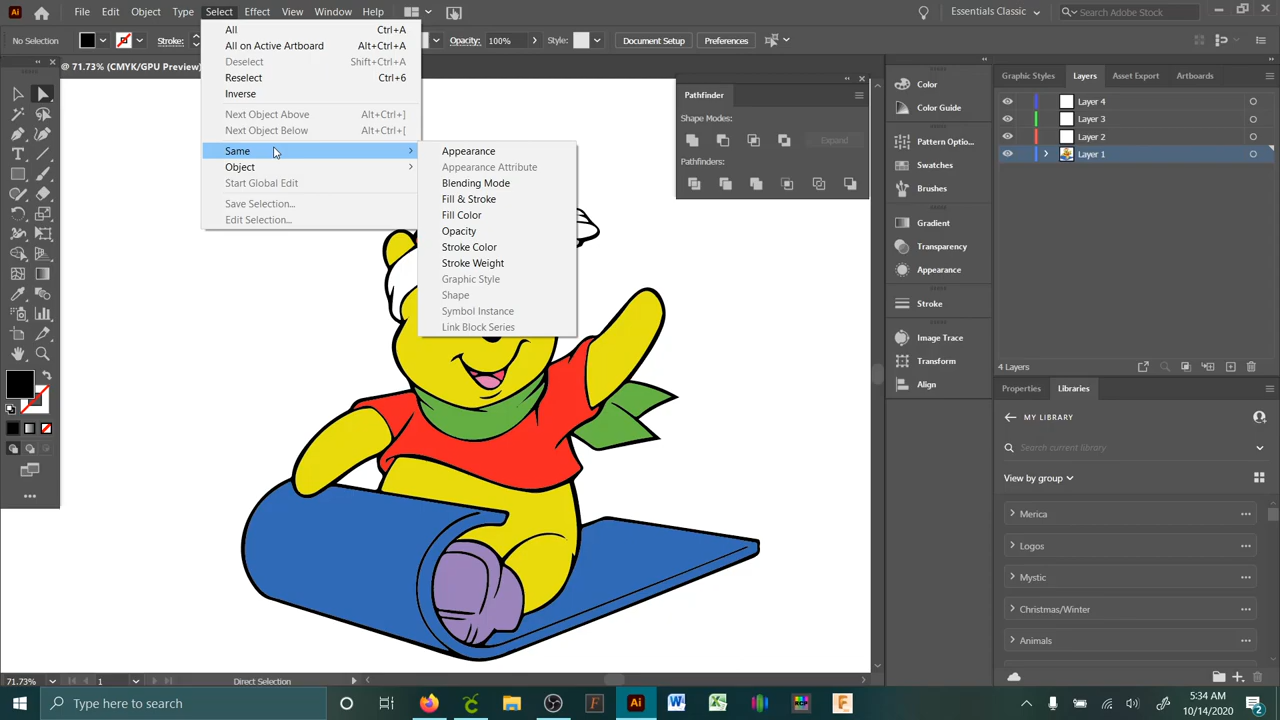 Ai File Edit Object Type Select Effect View Window Help Essentials Classic Search Adobe Stock
No Selection Stroke: Opacity: 100% Style: Document Setup Preferences
@ 71.73% (CMYK/GPU Preview)
All Ctrl+A
All on Active Artboard Alt+Ctrl+A
Deselect Shift+Ctrl+A
Reselect Ctrl+6
Inverse
Next Object Above Alt+Ctrl+]
Next Object Below Alt+Ctrl+[
Same
Object
Start Global Edit
Save Selection...
Edit Selection...
Appearance
Appearance Attribute
Blending Mode
Fill & Stroke
Fill Color
Opacity
Stroke Color
Stroke Weight
Graphic Style
Shape
Symbol Instance
Link Block Series
Pathfinder
Shape Modes:
Expand
Pathfinders:
Color
Color Guide
Pattern Optio...
Swatches
Brushes
Gradient
Transparency
Appearance
Stroke
Image Trace
Transform
Align
Graphic Styles Layers Asset Export Artboards
Layer 4
Layer 3
Layer 2
Layer 1
4 Layers
Properties Libraries
MY LIBRARY
Search current library
View by group
Merica
Logos
Mystic
Christmas/Winter
Animals
71.73% 1 Direct Selection
Type here to search
Ai
5:34 AM
10/14/2020
2